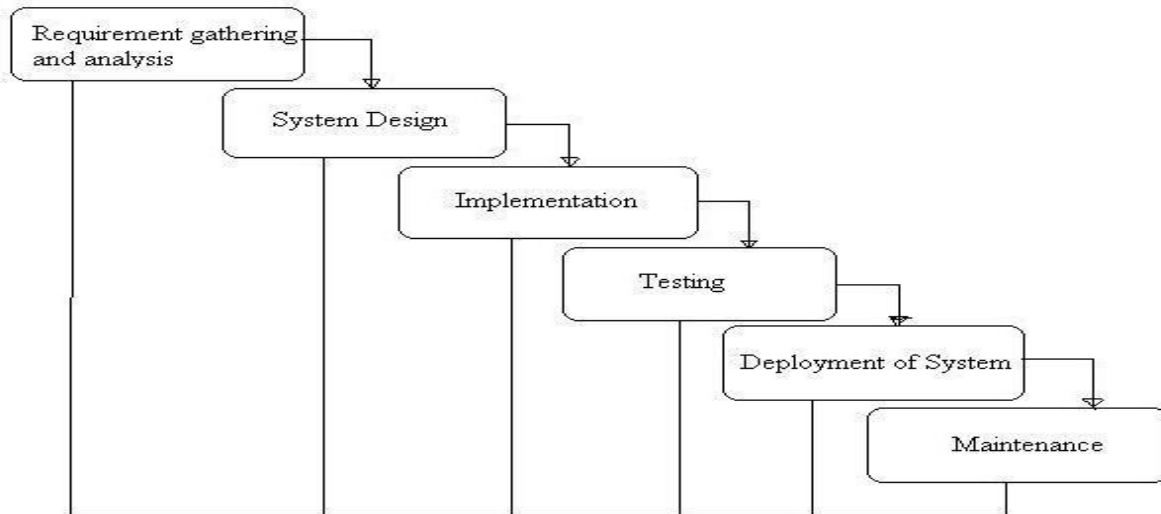 Requirement gathering
and analysis
System Design
Implementation
Testing
Deployment of System
Maintenance